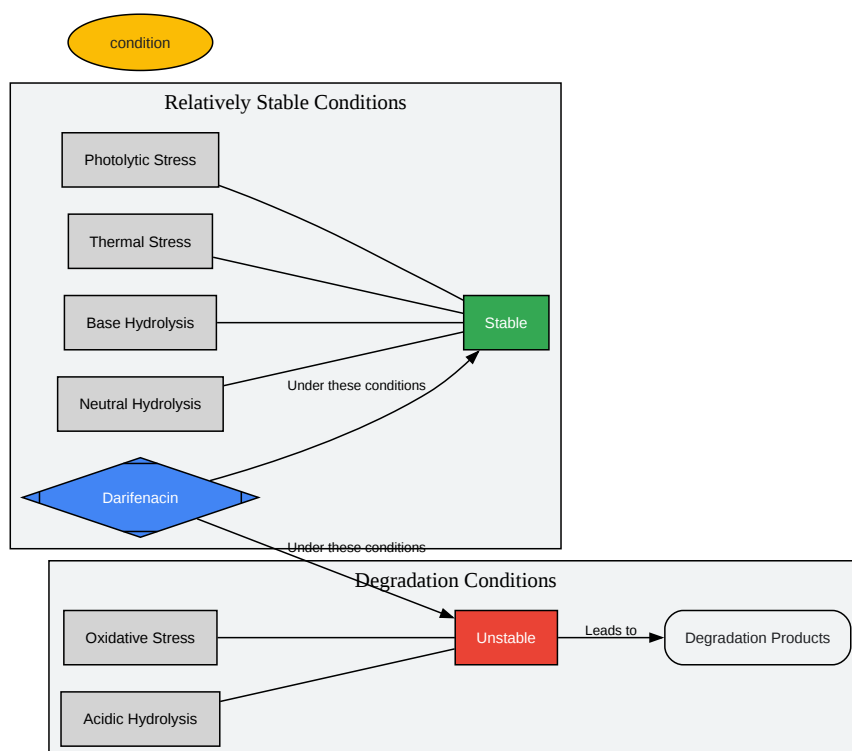 condition
Relatively Stable Conditions
Photolytic Stress
Thermal Stress
Base Hydrolysis
Stable
Neutral Hydrolysis
Under these conditions
Darifenacin
Under these conditions
Degradation Conditions
Oxidative Stress
Unstable
Leads to
Degradation Products
Acidic Hydrolysis